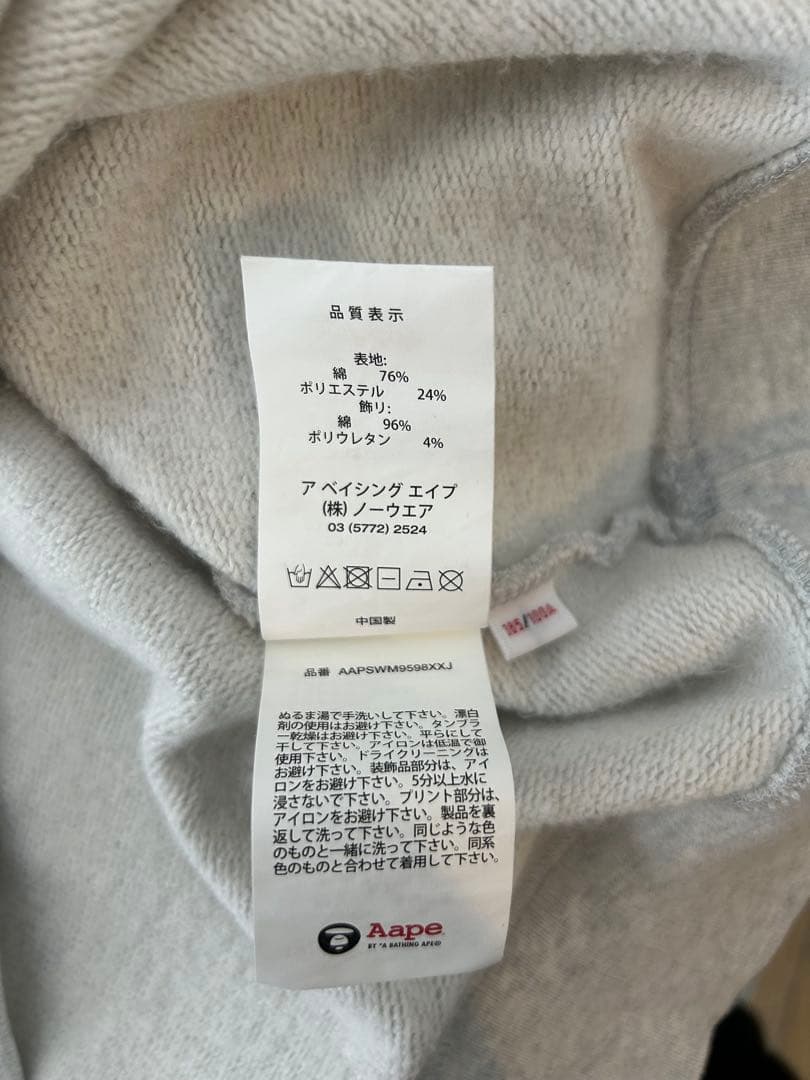 品質表示
表地:
綿 76%
ポリエステル 24%
飾り:
綿 96%
ポリウレタン 4%
ア ベイシング エイプ
(株) ノーウエア
03 (5772) 2524
中国製
185/100A
品番 AAPSWM9598XXJ
ぬるま湯で手洗いして下さい。漂白
剤の使用はお避け下さい。タンブラ
ー乾燥はお避け下さい。平らにして
干して下さい。アイロンは低温で御
使用下さい。ドライクリーニングは
お避け下さい。装飾品部分は、アイ
ロンをお避け下さい。5分以上水に
浸さないで下さい。プリント部分は、
アイロンをお避け下さい。製品を裏
返して洗って下さい。同じような色
のものと一緒に洗って下さい。同系
色のものと合わせて着用して下さい。
Aape
BY *A BATHING APE®